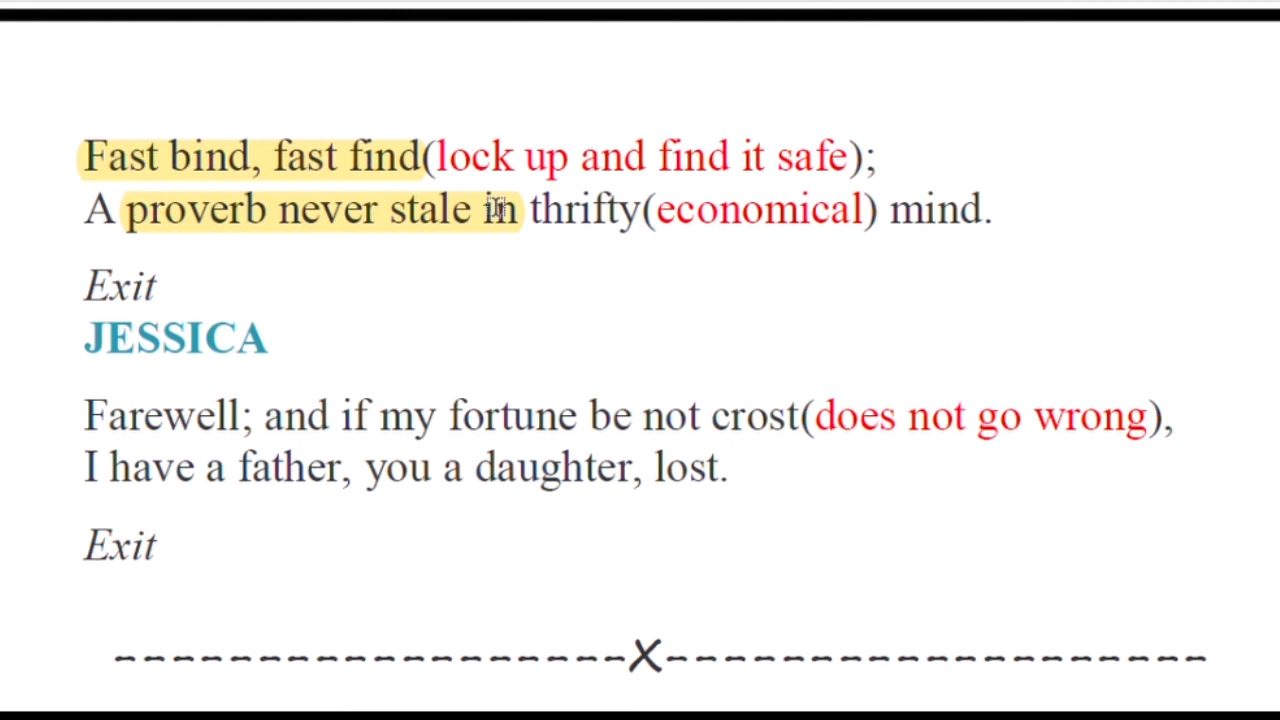 Fast bind, fast find(lock up and find it safe);
A proverb never stale in thrifty(economical) mind.
Exit
JESSICA
Farewell; and if my fortune be not crost(does not go wrong),
I have a father, you a daughter, lost.
Exit
-------------------X-------------------